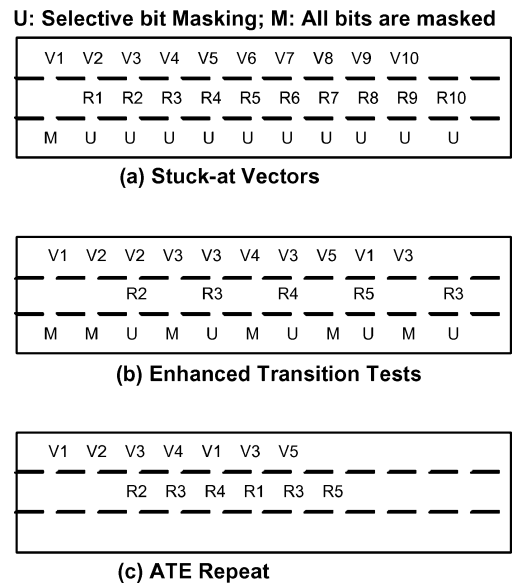 U: Selective bit Masking; M: All bits are masked
V1 V2 V3 V4 V5 V6 V7 V8 V9 V10
R1 R2 R3 R4 R5 R6 R7 R8 R9 R10
M U U U U U U U U U U
(a) Stuck-at Vectors
V1 V2 V2 V3 V3 V4 V3 V5 V1 V3
R2 R3 R4 R5 R3
M M U M U M U M U M U
(b) Enhanced Transition Tests
V1 V2 V3 V4 V1 V3 V5
R2 R3 R4 R1 R3 R5
(c) ATE Repeat